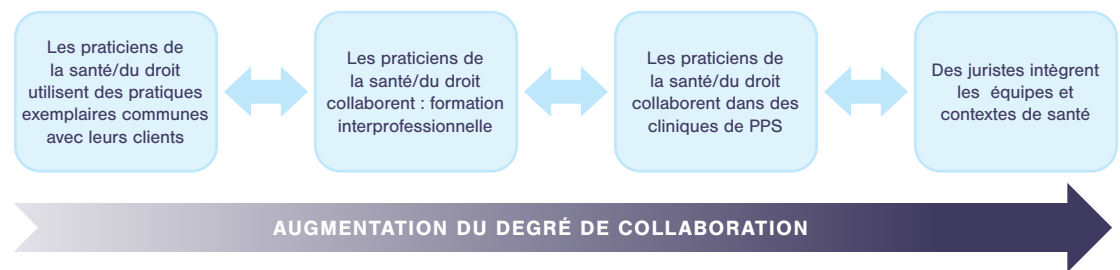 Les praticiens de
la santé/du droit
utilisent des pratiques
exemplaires communes
avec leurs clients
Les praticiens de
la santé/du droit
collaborent : formation
interprofessionnelle
Les praticiens de
la santé/du droit
collaborent dans des
cliniques de PPS
Des juristes intègrent
les équipes et
contextes de santé
AUGMENTATION DU DEGRÉ DE COLLABORATION